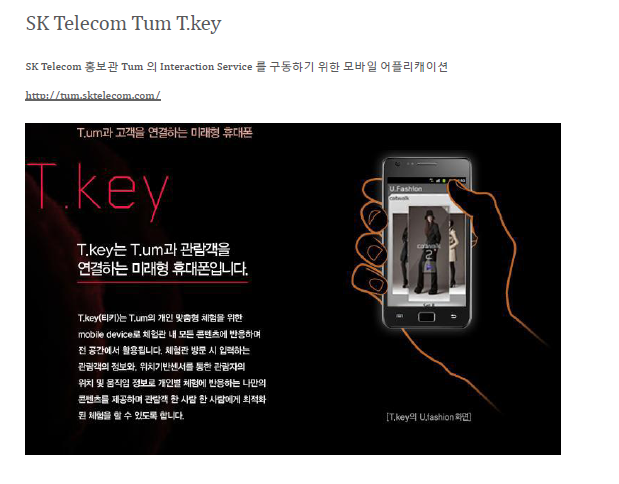 SK Telecom Tum T.key
SK Telecom 홍보관 Tum 의 Interaction Service 를 구동하기 위한 모바일 어플리캐이션
http://tum.sktelecom.com/
T.um과 고객을 연결하는 미래형 휴대폰
T.key
T.key는 T.um과 관람객을
연결하는 미래형 휴대폰입니다.
T.key(티키)는 T.um의 개인 맞춤형 체험을 위한
mobile device로 체험관 내 모든 콘텐츠에 반응하며
전 공간에서 활용됩니다. 체험관 방문 시 입력하는
관람객의 정보와, 위치기반센서를 통한 관람자의
위치 및 움직임 정보로 개인별 체험에 반응하는 나만의
콘텐츠를 제공하며 관람객 한 사람 한 사람에게 최적화
된 체험을 할 수 있도록 합니다.
U.Fashion
catwalk
catwalk
2
[T.key의 U.fashion 화면]